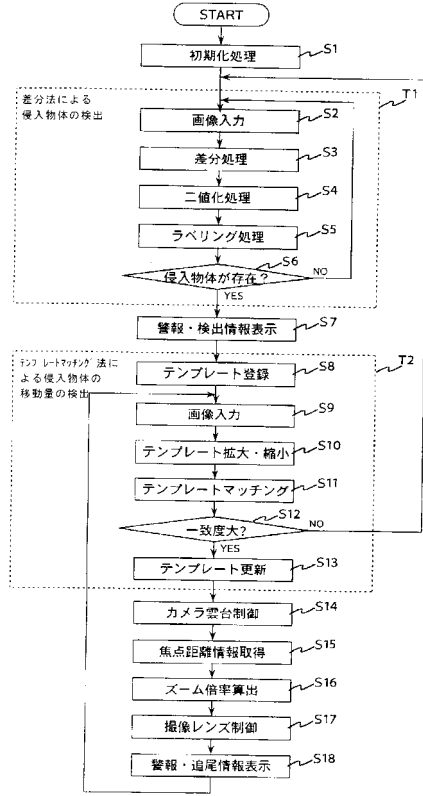 START
初期化処理
S1
T1
差分法による
侵入物体の検出
画像入力
S2
差分処理
S3
二値化処理
S4
ラベリング処理
S5
S6
侵入物体が存在?
NO
YES
警報・検出情報表示
S7
T2
テンプレートマッチング法に
よる侵入物体の
移動量の検出
テンプレート登録
S8
画像入力
S9
テンプレート拡大・縮小
S10
テンプレートマッチング
S11
S12
一致度大?
NO
YES
テンプレート更新
S13
カメラ雲台制御
S14
焦点距離情報取得
S15
ズーム倍率算出
S16
撮像レンズ制御
S17
警報・追尾情報表示
S18